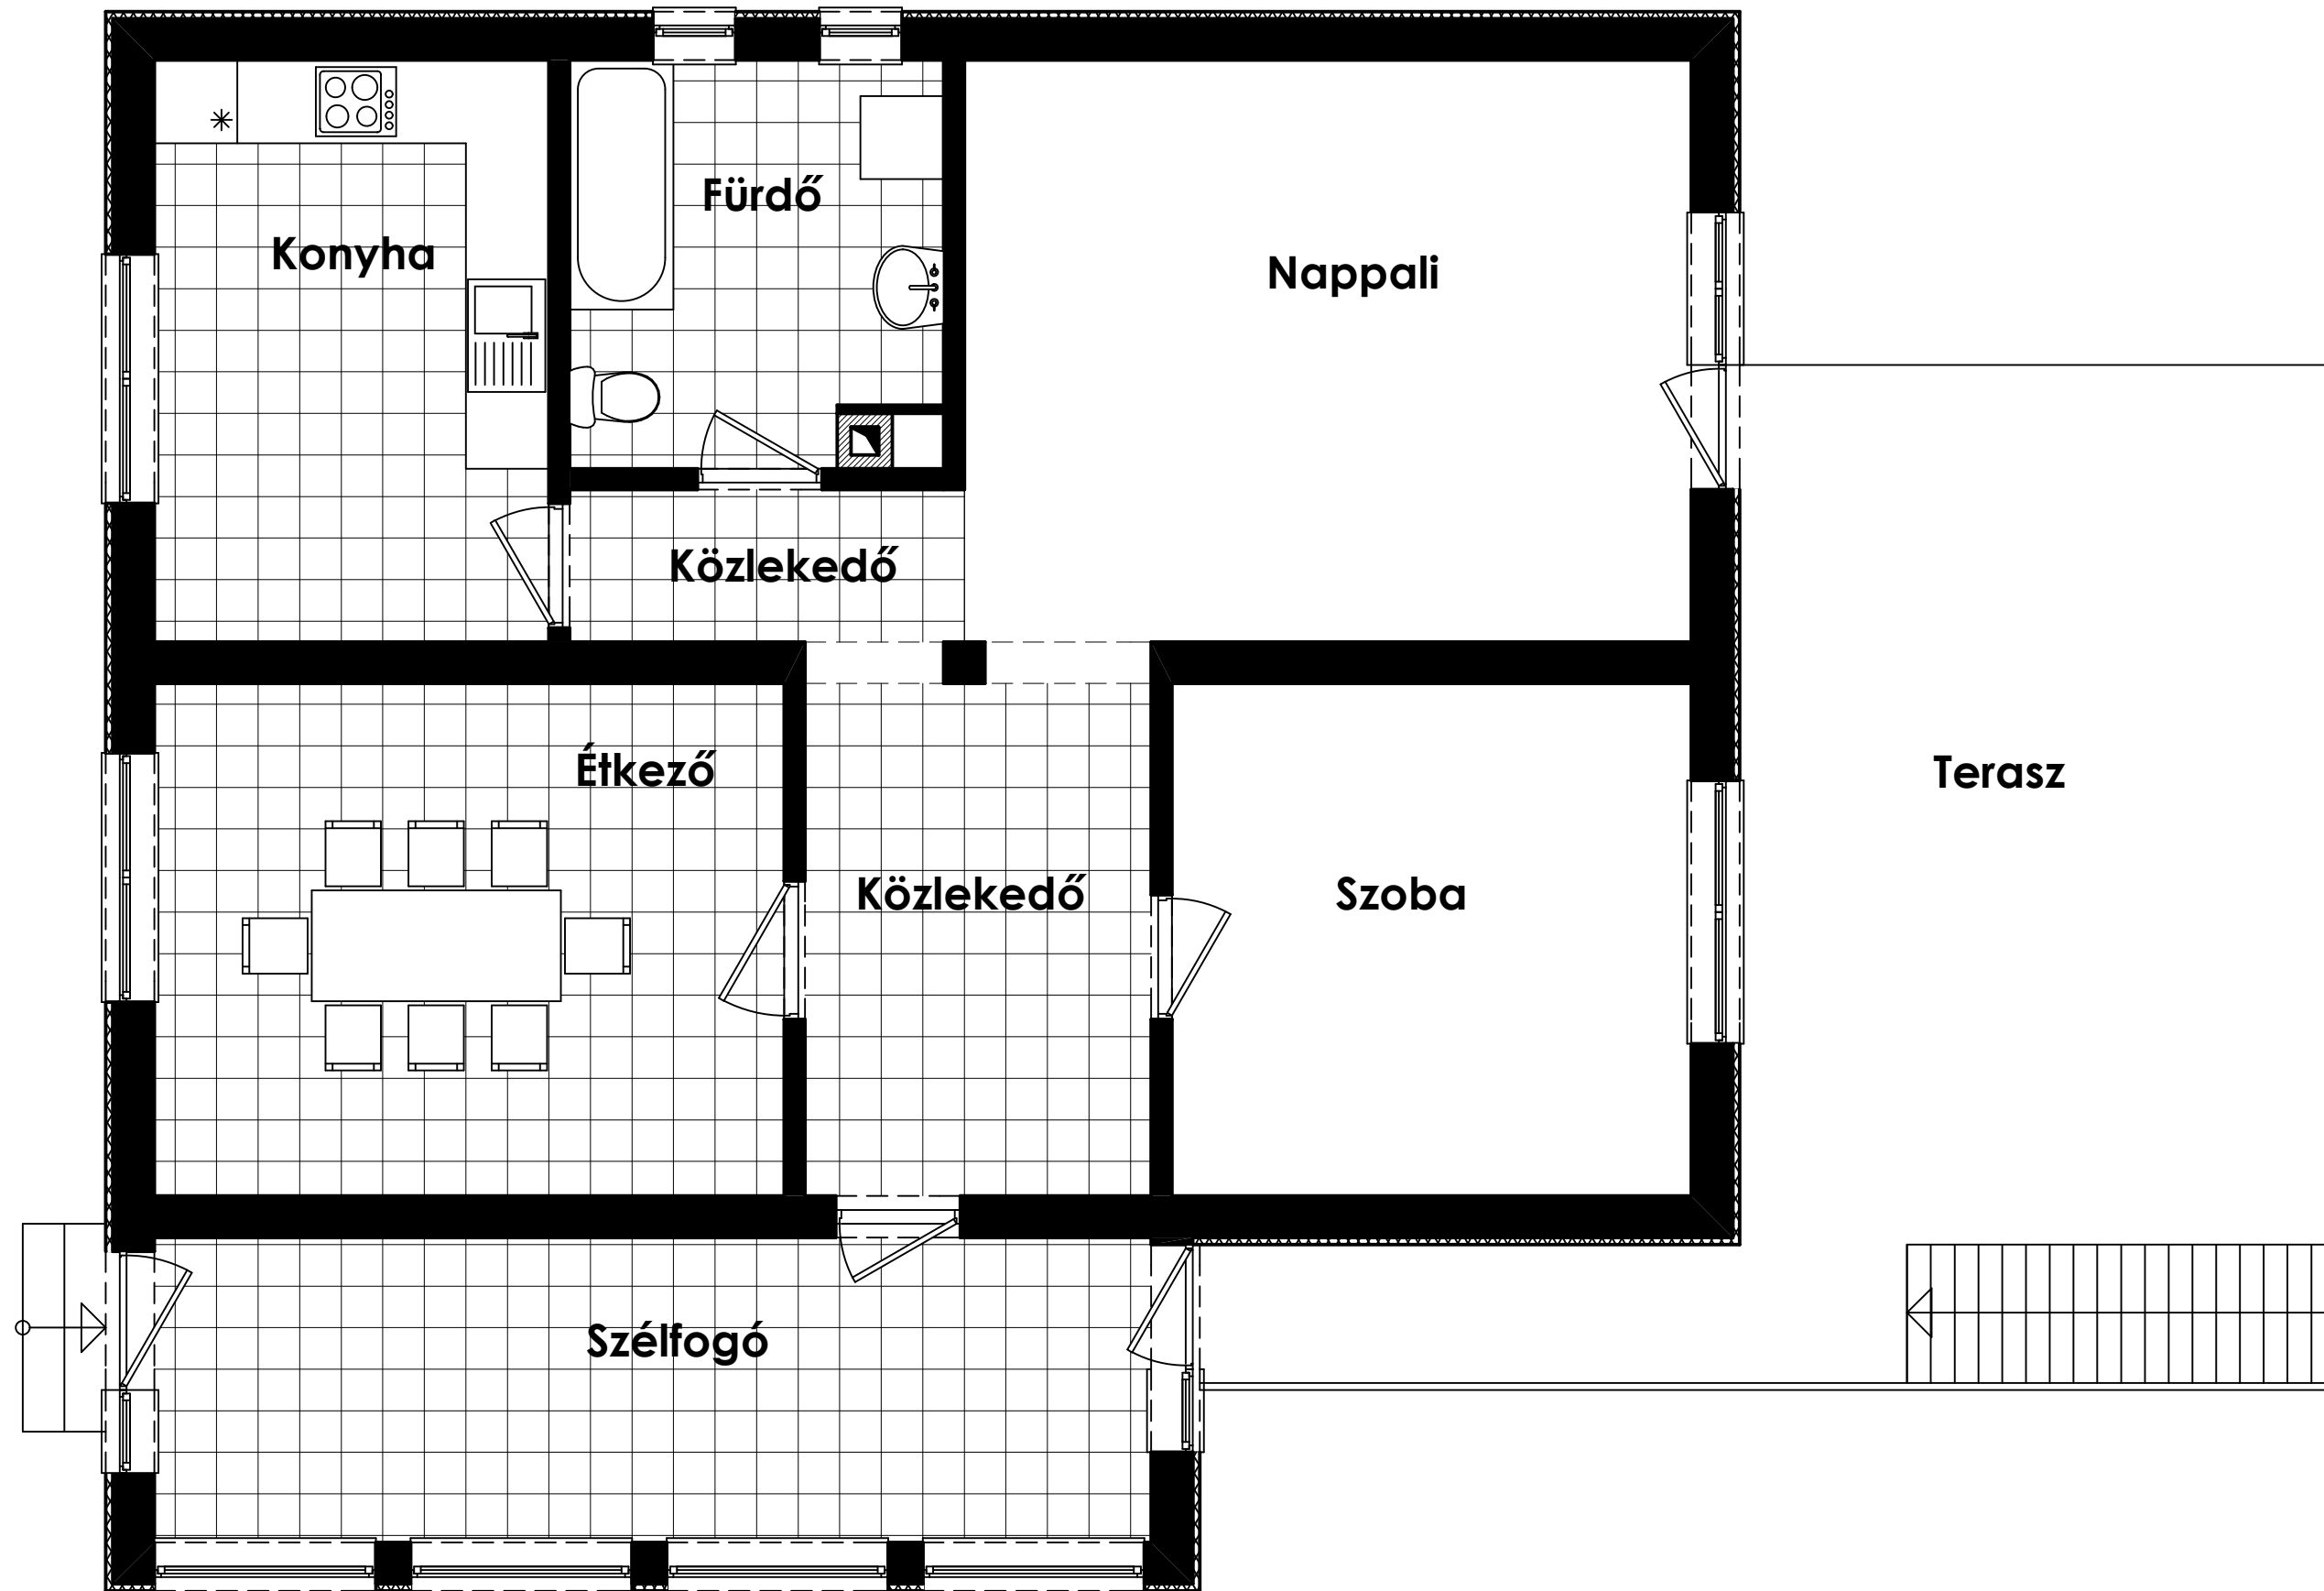 Fürdő
Konyha
Nappali
Közlekedő
Étkező
Terasz
Közlekedő
Szoba
Szélfogó